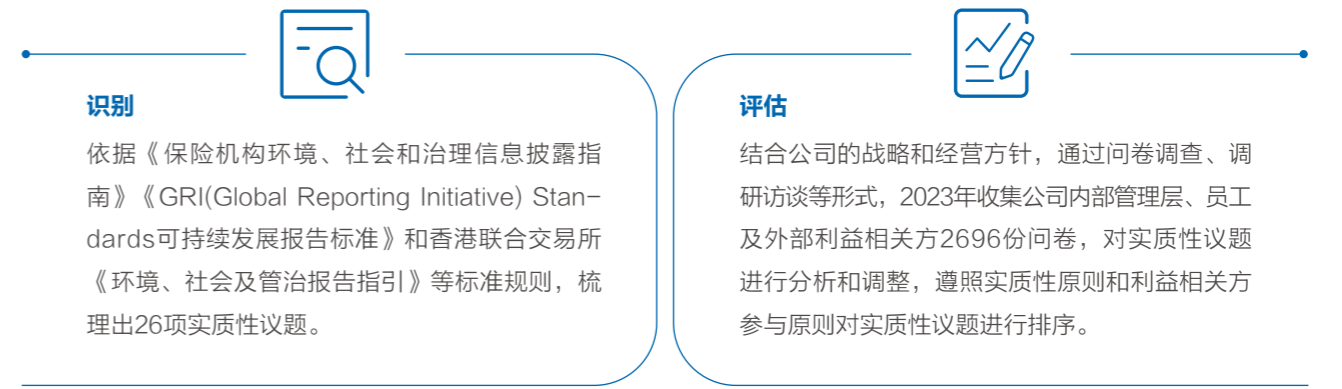 识别
依据《保险机构环境、社会和治理信息披露指
南》《GRI(Global Reporting Initiative) Stan-
dards可持续发展报告标准》和香港联合交易所
《环境、社会及管治报告指引》等标准规则，梳
理出26项实质性议题。
评估
结合公司的战略和经营方针，通过问卷调查、调
研访谈等形式，2023年收集公司内部管理层、员工
及外部利益相关方2696份问卷，对实质性议题
进行分析和调整，遵照实质性原则和利益相关方
参与原则对实质性议题进行排序。